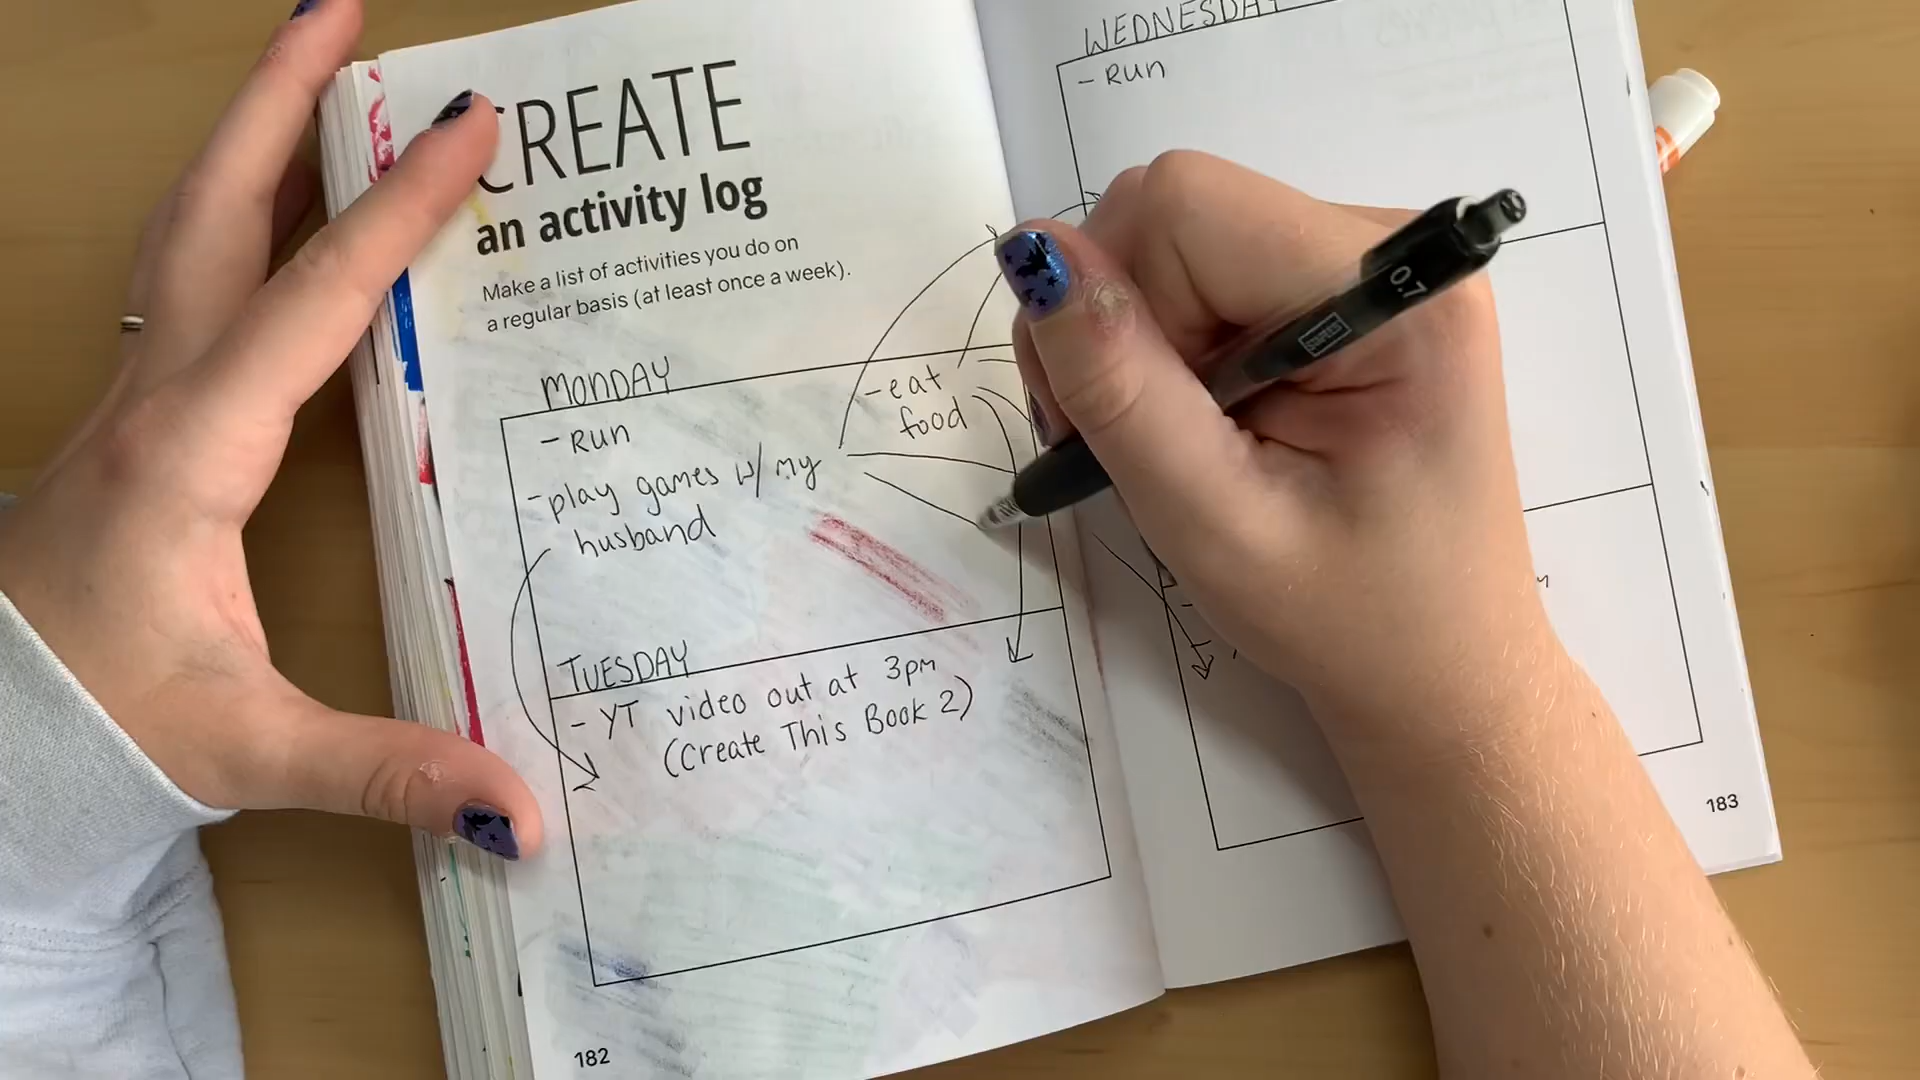 CREATE
an activity log
Make a list of activities you do on
a regular basis (at least once a week).
MONDAY
- Run
- play games w/ my
husband
- eat
food
TUESDAY
- YT video out at 3pm
(Create This Book 2)
182
WEDNESDAY
- Run
183
0.7
STAPLES